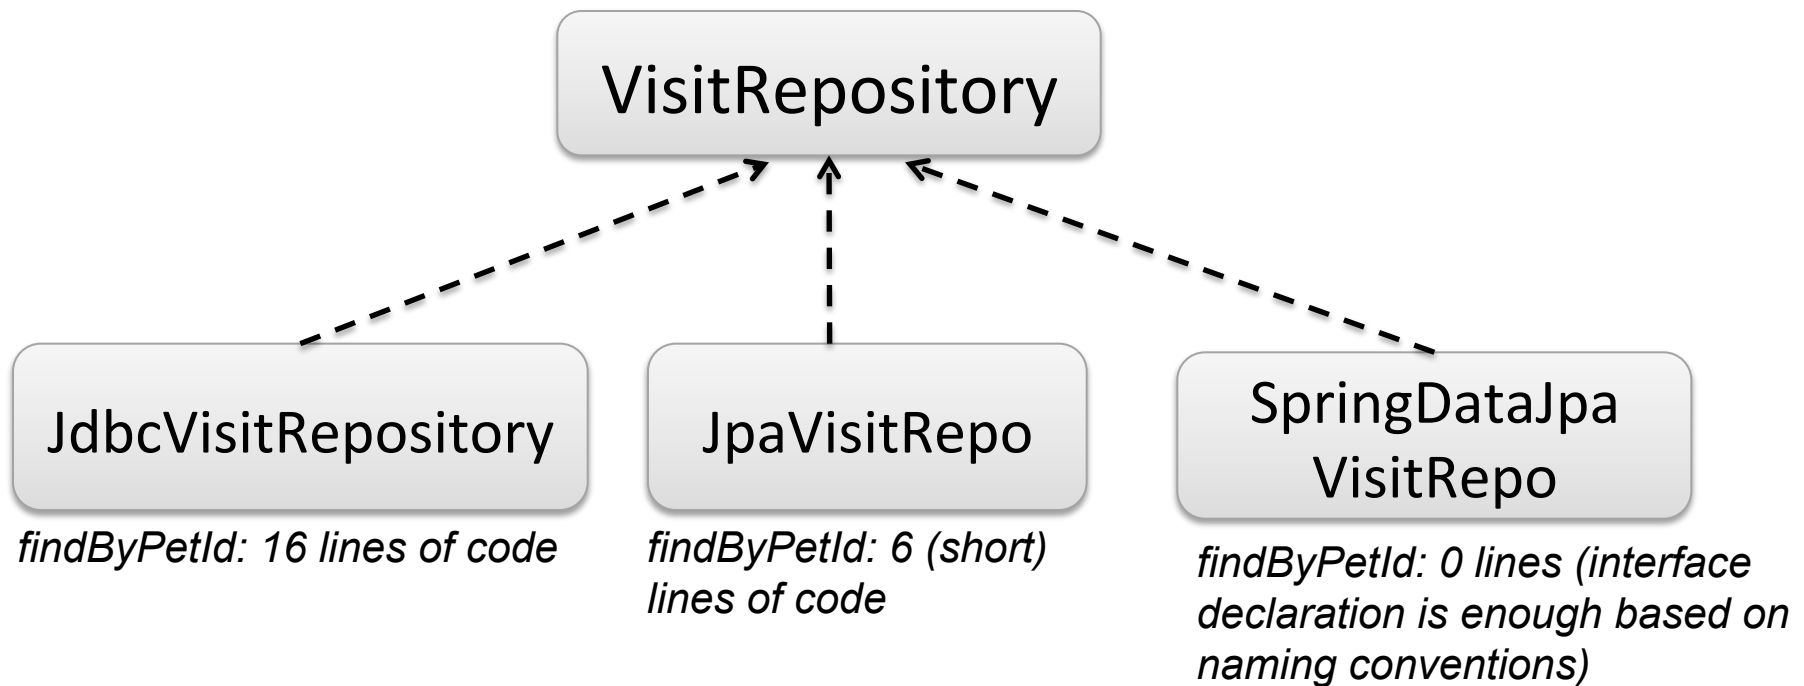 VisitRepository
JdbcVisitRepository
findByPetId: 16 lines of code
JpaVisitRepo
findByPetId: 6 (short)
lines of code
SpringDataJpa
VisitRepo
findByPetId: 0 lines (interface
declaration is enough based on
naming conventions)